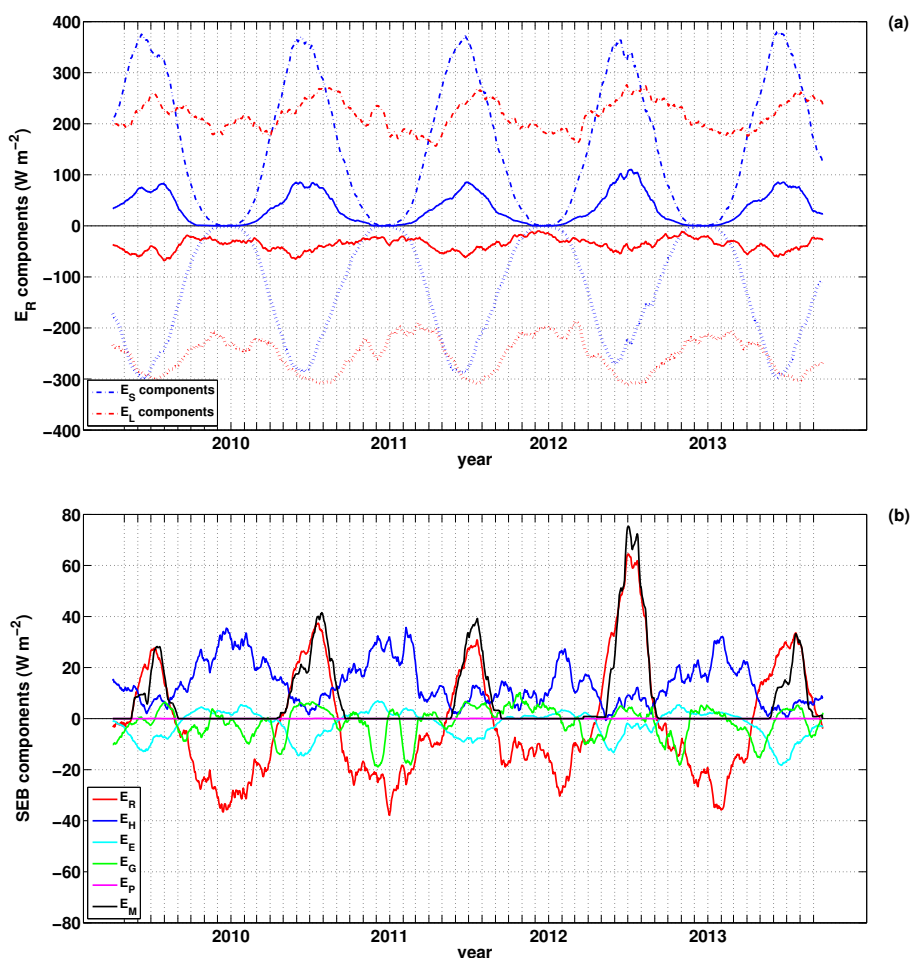 (a)
400
300
200
100
0
−100
−200
−300
−400
E_R components (W m⁻²)
E_S components
E_L components
2010 2011 2012 2013
year
(b)
80
60
40
20
0
−20
−40
−60
−80
SEB components (W m⁻²)
E_R
E_H
E_E
E_G
E_P
E_M
2010 2011 2012 2013
year